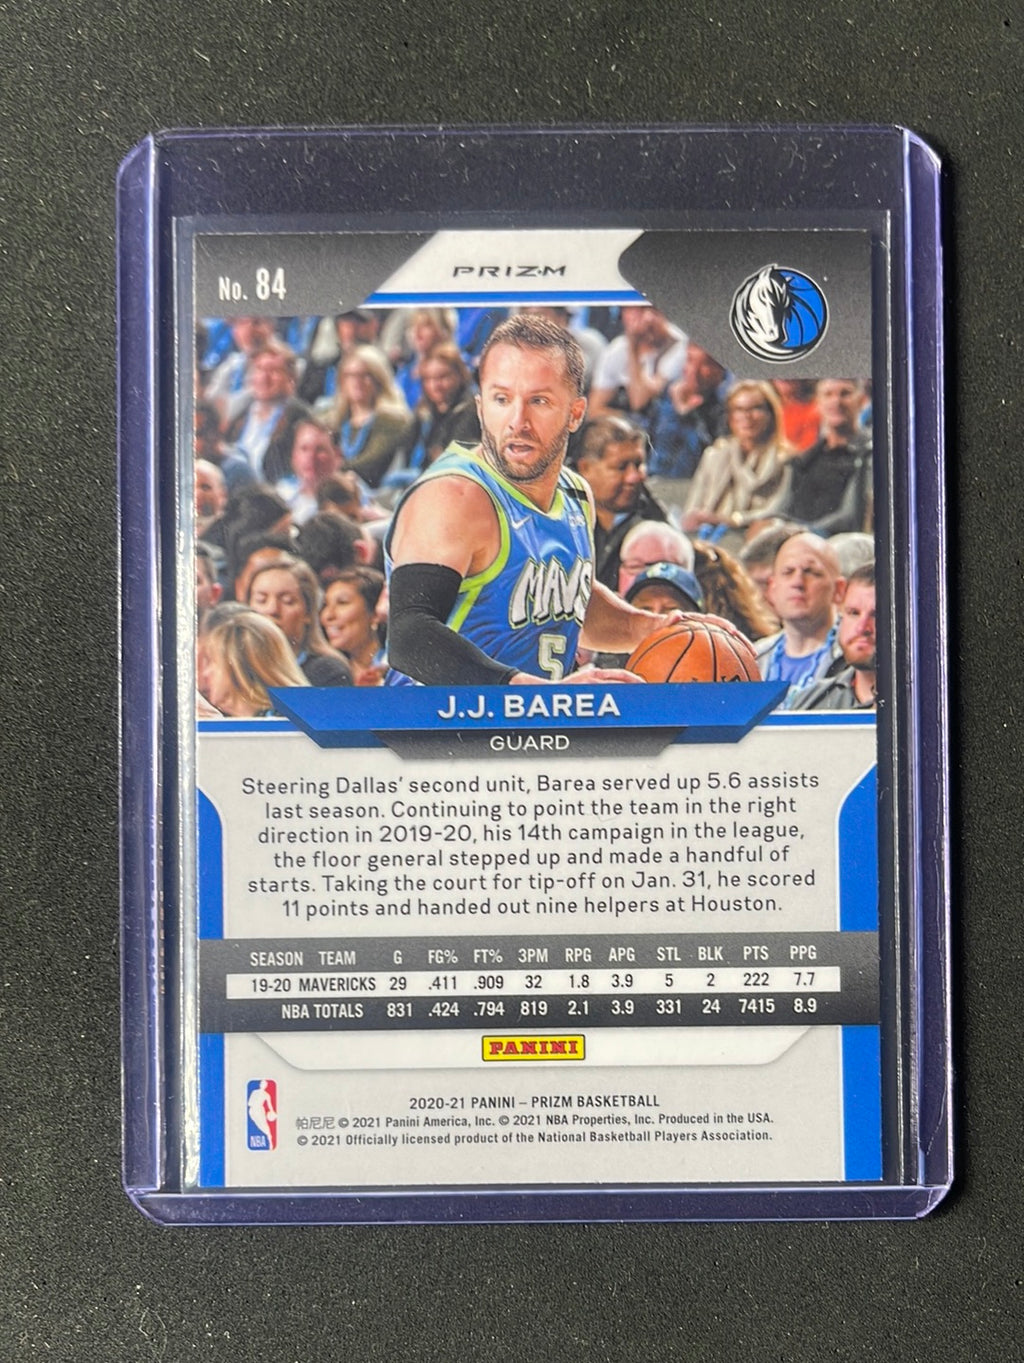 No. 84
PRIZM
MAVS
5
J.J. BAREA
GUARD
Steering Dallas' second unit, Barea served up 5.6 assists
last season. Continuing to point the team in the right
direction in 2019-20, his 14th campaign in the league,
the floor general stepped up and made a handful of
starts. Taking the court for tip-off on Jan. 31, he scored
11 points and handed out nine helpers at Houston.
SEASON TEAM G FG% FT% 3PM RPG APG STL BLK PTS PPG
19-20 MAVERICKS 29 .411 .909 32 1.8 3.9 5 2 222 7.7
NBA TOTALS 831 .424 .794 819 2.1 3.9 331 24 7415 8.9
PANINI
2020-21 PANINI – PRIZM BASKETBALL
帕尼尼 © 2021 Panini America, Inc. © 2021 NBA Properties, Inc. Produced in the USA.
© 2021 Officially licensed product of the National Basketball Players Association.
NBA